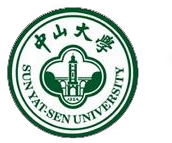 中山大學
SUN YAT-SEN UNIVERSITY
1924